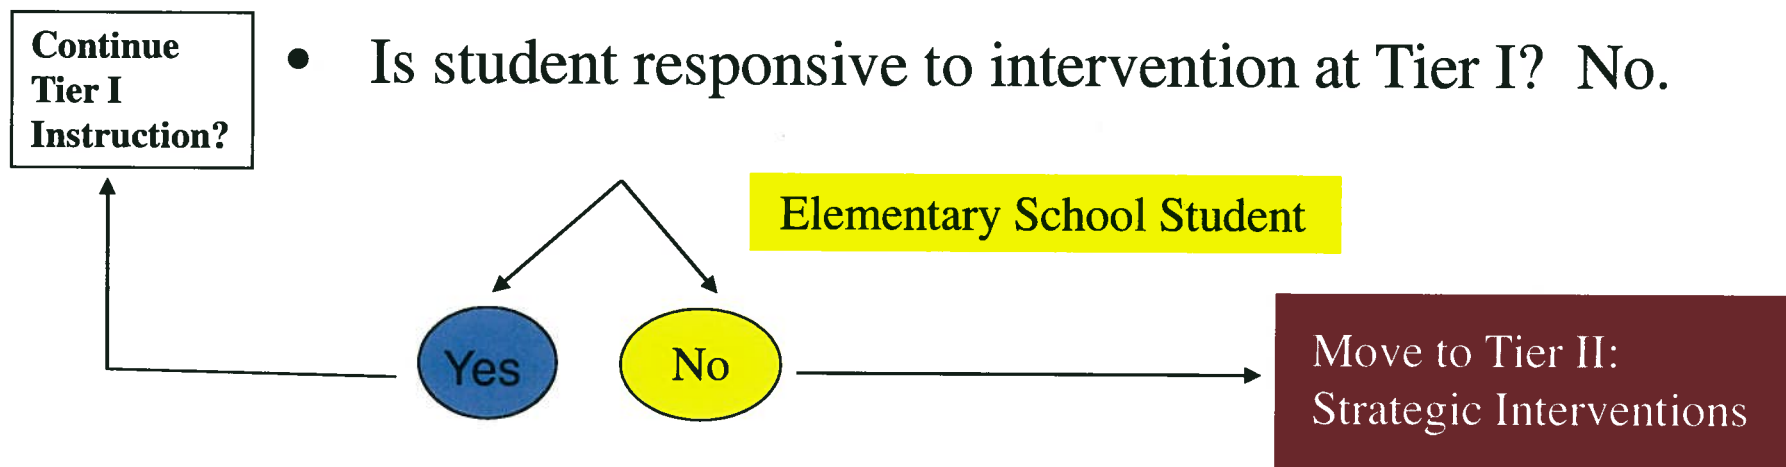 Continue
Tier I
Instruction?
• Is student responsive to intervention at Tier I? No.
Elementary School Student
Yes
No
Move to Tier II:
Strategic Interventions